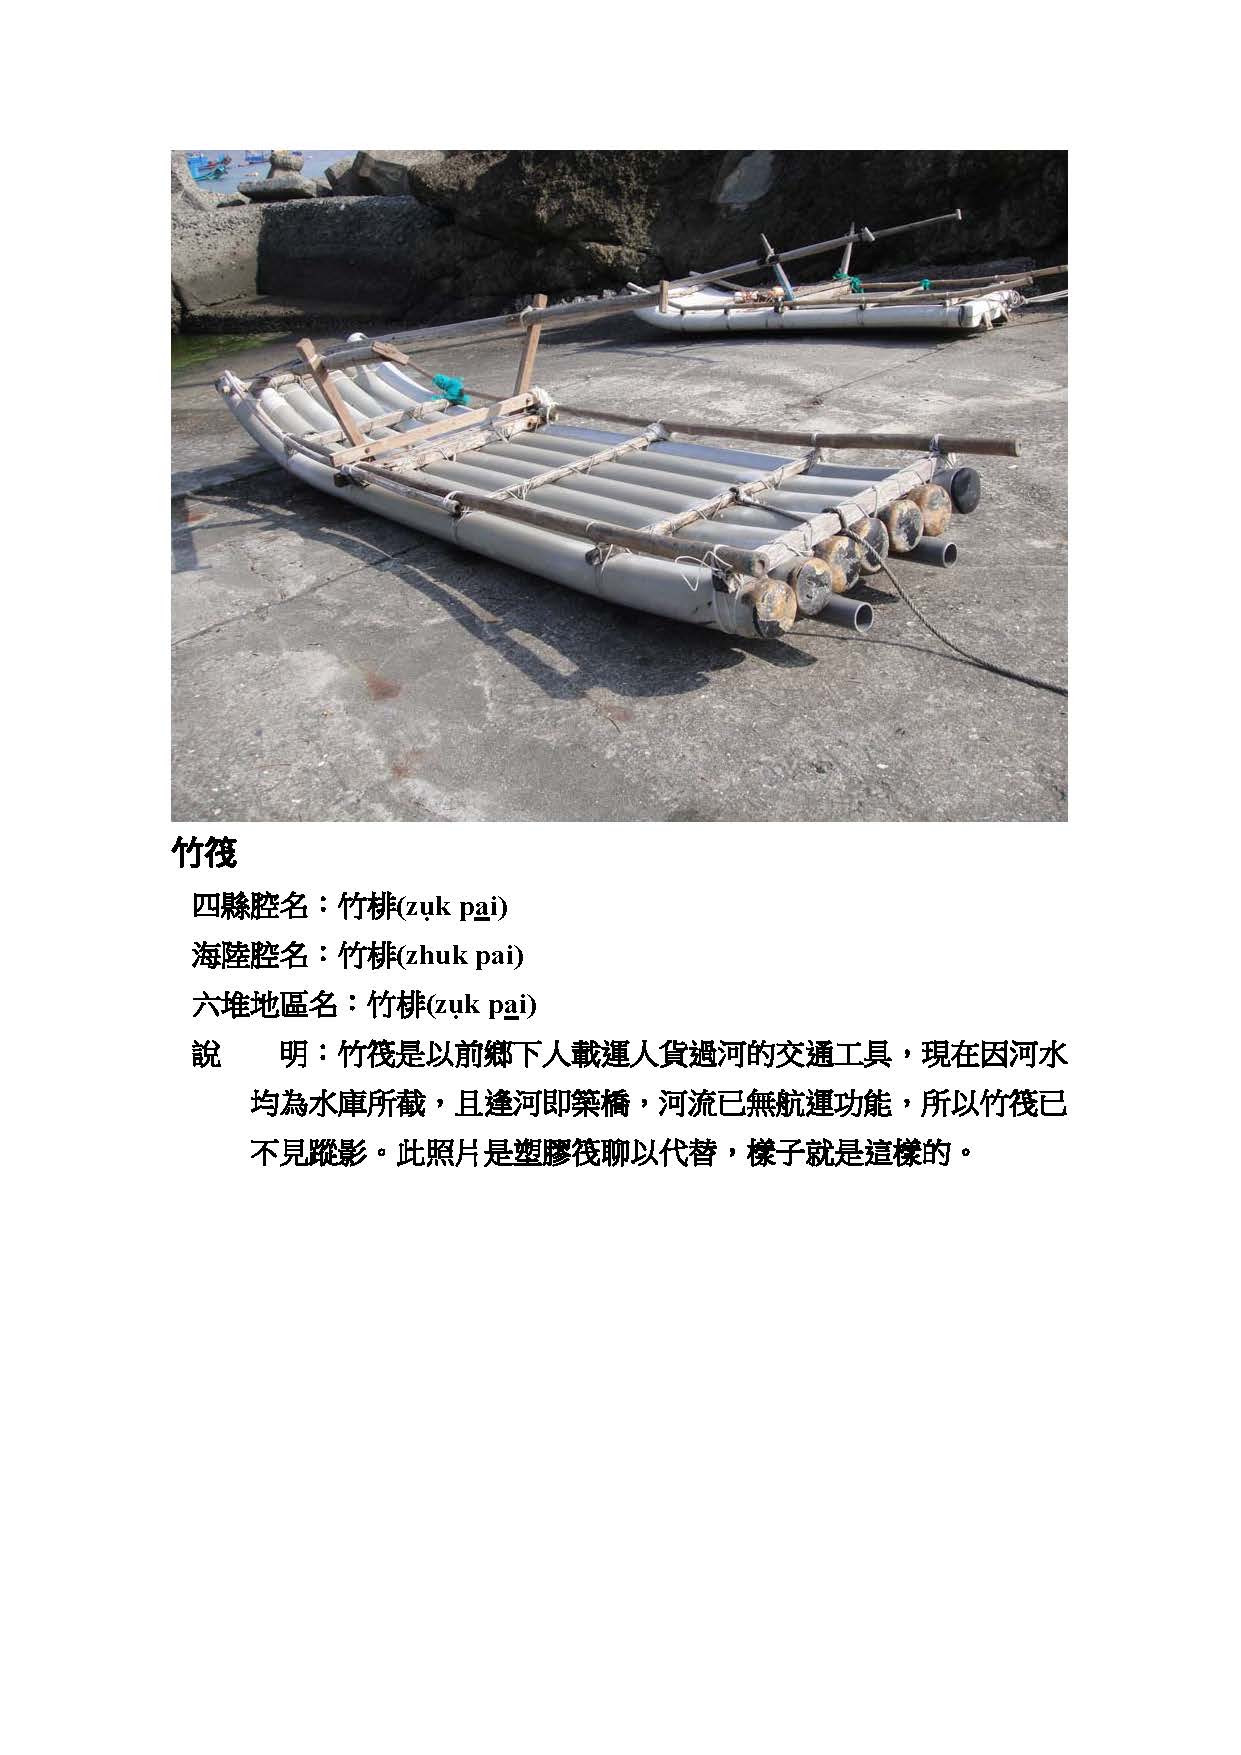 竹筏
四縣腔名：竹棑(zụk pa̲i)
海陸腔名：竹棑(zhuk pai)
六堆地區名：竹棑(zụk pa̲i)
說　　明：竹筏是以前鄉下人載運人貨過河的交通工具，現在因河水
均為水庫所截，且逢河即築橋，河流已無航運功能，所以竹筏已
不見蹤影。此照片是塑膠筏聊以代替，樣子就是這樣的。